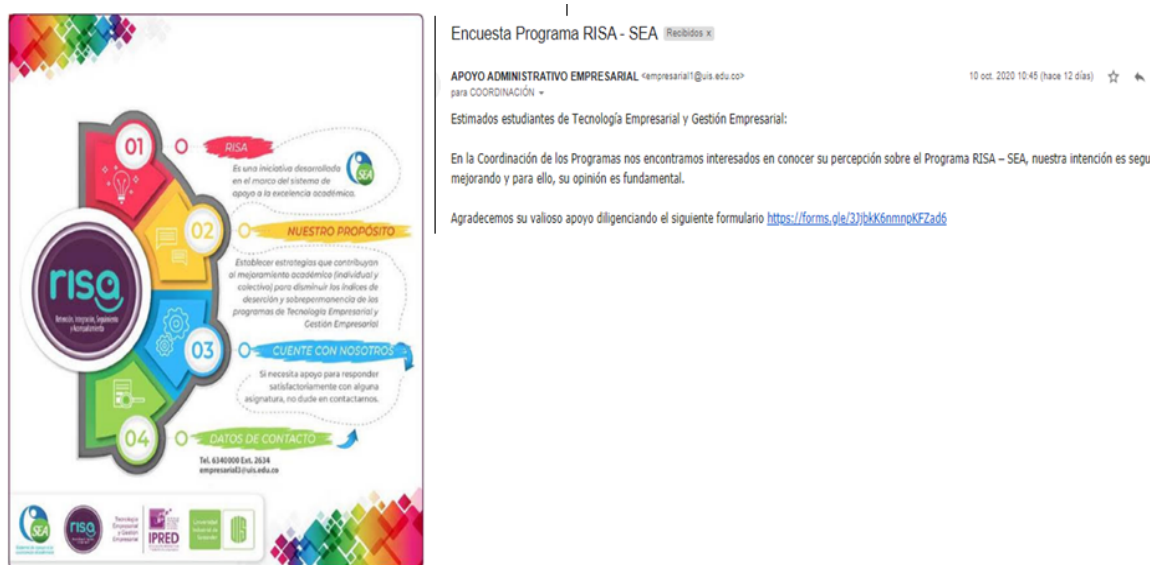 01
RISA
Es una iniciativa desarrollada
en el marco del sistema de
apoyo a la excelencia académica.
SEA
02
NUESTRO PROPÓSITO
Establecer estrategias que contribuyan
al mejoramiento académico (individual y
colectivo) para disminuir los índices de
deserción y sobrepermanencia de los
programas de Tecnología Empresarial y
Gestión Empresarial
risa
Retención, Integración, Seguimiento
y Acompañamiento
03
CUENTE CON NOSOTROS
Si necesita apoyo para responder
satisfactoriamente con alguna
asignatura, no dude en contactarnos.
04
DATOS DE CONTACTO
Tel. 6340000 Ext. 2634
empresarial3@uis.edu.co
SEA
risa
Tecnología
Empresarial
y Gestión
Empresarial
IPRED
Universidad
Industrial de
Santander
UIS
Encuesta Programa RISA - SEA Recibidos x
APOYO ADMINISTRATIVO EMPRESARIAL <empresarial1@uis.edu.co> 10 oct. 2020 10:45 (hace 12 días)
para COORDINACIÓN
Estimados estudiantes de Tecnología Empresarial y Gestión Empresarial:
En la Coordinación de los Programas nos encontramos interesados en conocer su percepción sobre el Programa RISA – SEA, nuestra intención es segu
mejorando y para ello, su opinión es fundamental.
Agradecemos su valioso apoyo diligenciando el siguiente formulario